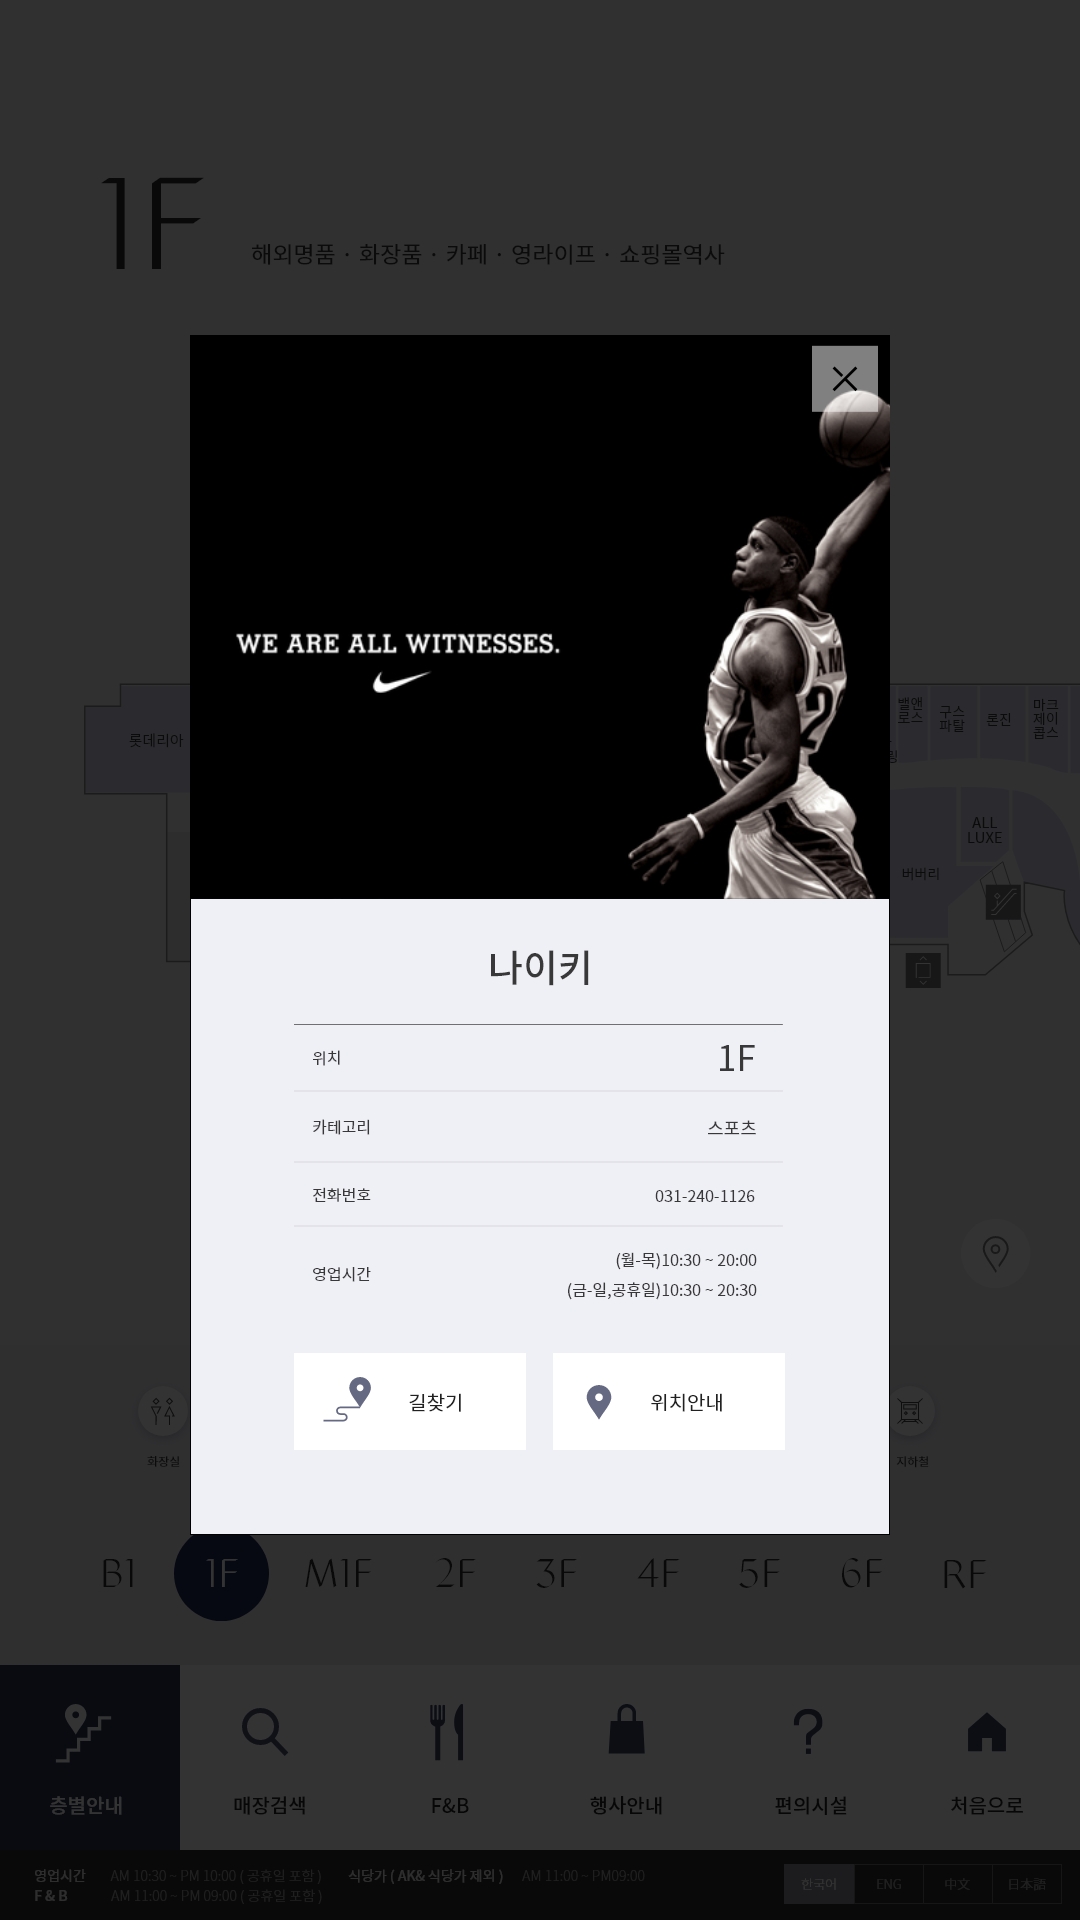 1F
해외명품 · 화장품 · 카페 · 영라이프 · 쇼핑몰역사
WE ARE ALL WITNESSES.
AM
롯데리아
밸앤
로스
구스
파탈
론진
마크
제이
콥스
링
ALL
LUXE
버버리
나이키
위치 1F
카테고리 스포츠
전화번호 031-240-1126
영업시간 (월-목)10:30 ~ 20:00
(금-일,공휴일)10:30 ~ 20:30
길찾기 위치안내
화장실 지하철
B1 1F M1F 2F 3F 4F 5F 6F RF
층별안내 매장검색 F&B 행사안내 편의시설 처음으로
영업시간 AM 10:30 ~ PM 10:00 ( 공휴일 포함 ) 식당가 ( AK& 식당가 제외 ) AM 11:00 ~ PM09:00
F & B AM 11:00 ~ PM 09:00 ( 공휴일 포함 )
한국어 ENG 中文 日本語